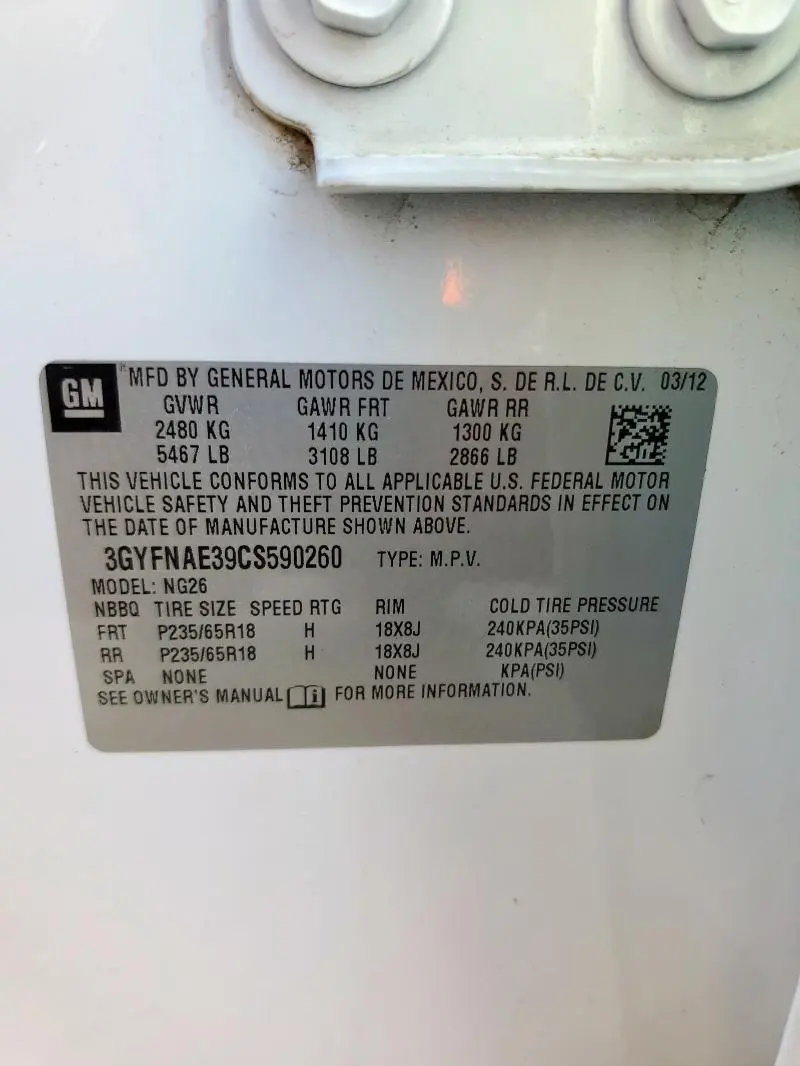 GM
®MFD BY GENERAL MOTORS DE MEXICO, S. DE R.L. DE C.V. 03/12
GVWR GAWR FRT GAWR RR
2480 KG 1410 KG 1300 KG
5467 LB 3108 LB 2866 LB
THIS VEHICLE CONFORMS TO ALL APPLICABLE U.S. FEDERAL MOTOR
VEHICLE SAFETY AND THEFT PREVENTION STANDARDS IN EFFECT ON
THE DATE OF MANUFACTURE SHOWN ABOVE.
3GYFNAE39CS590260 TYPE: M.P.V.
MODEL: NG26
NBBQ TIRE SIZE SPEED RTG RIM COLD TIRE PRESSURE
FRT P235/65R18 H 18X8J 240KPA(35PSI)
RR P235/65R18 H 18X8J 240KPA(35PSI)
SPA NONE NONE KPA(PSI)
SEE OWNER'S MANUAL FOR MORE INFORMATION.